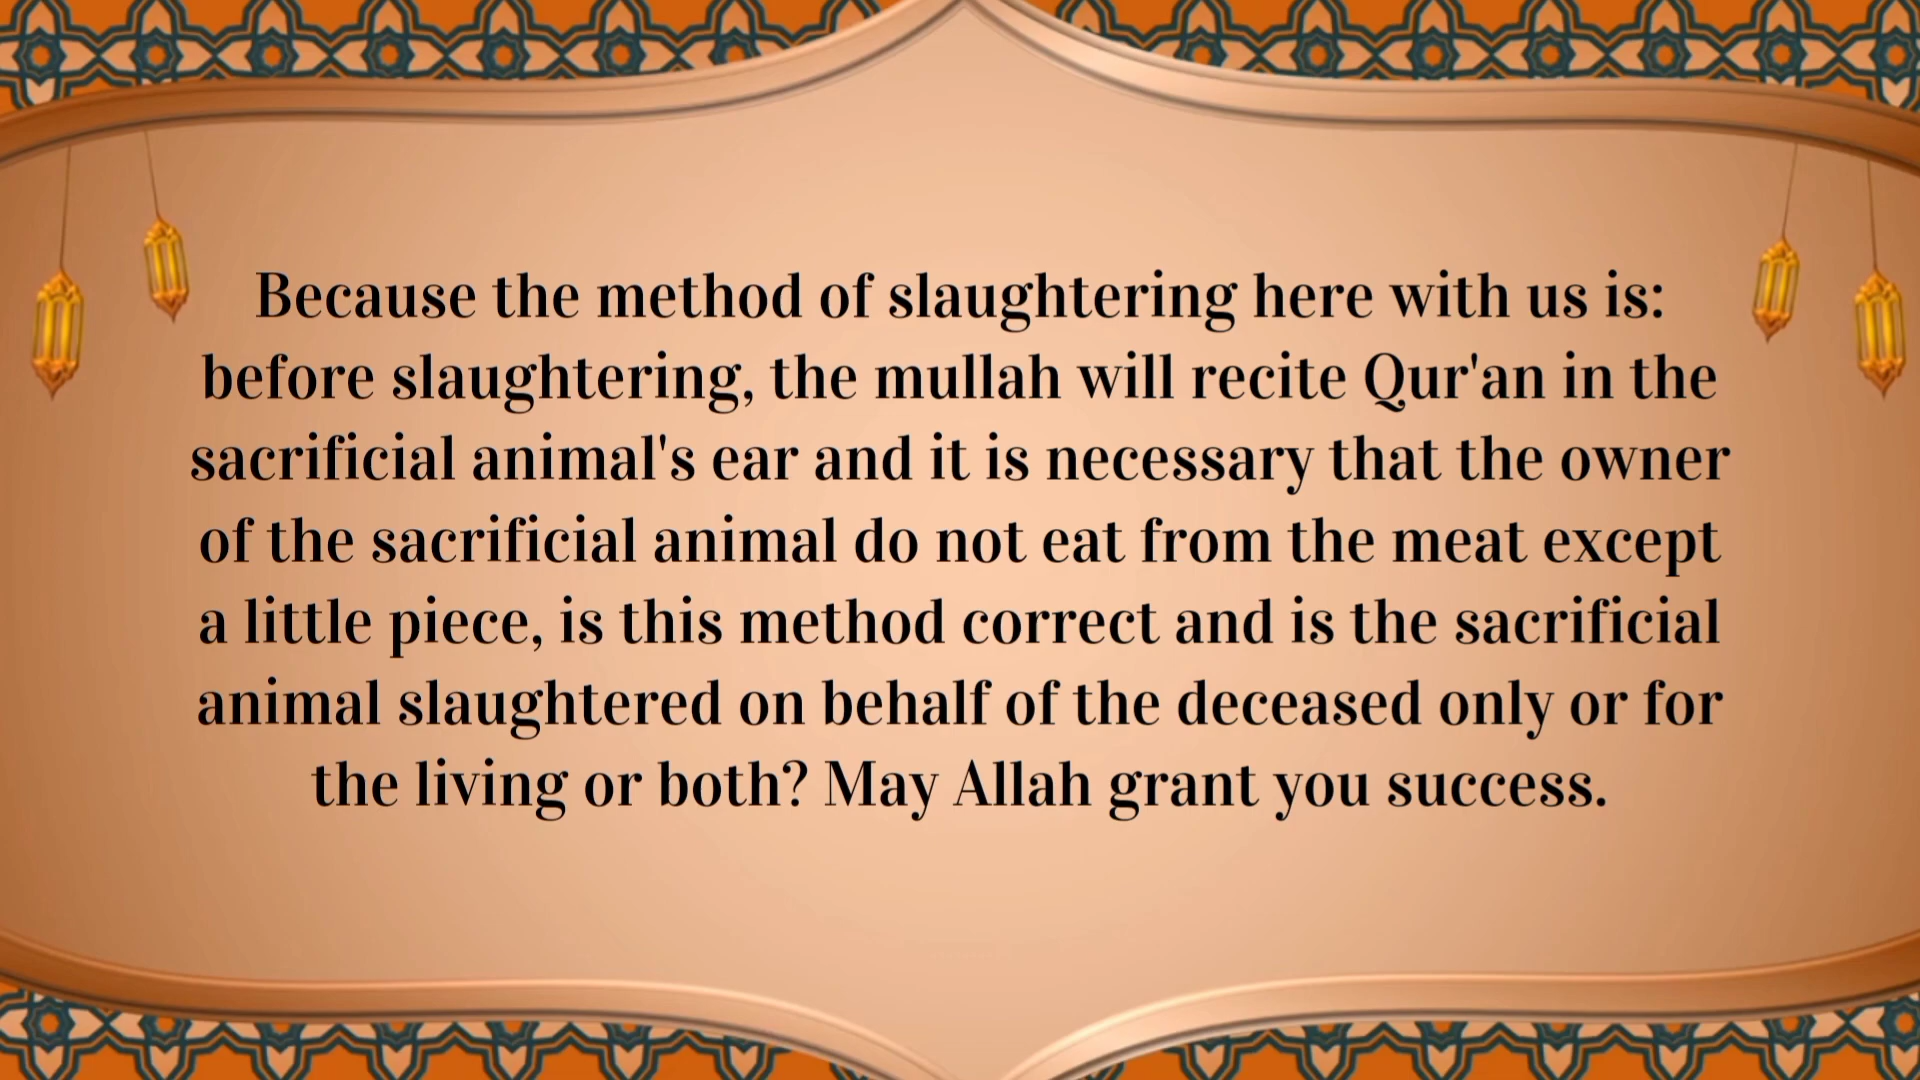 Because the method of slaughtering here with us is:
before slaughtering, the mullah will recite Qur'an in the
sacrificial animal's ear and it is necessary that the owner
of the sacrificial animal do not eat from the meat except
a little piece, is this method correct and is the sacrificial
animal slaughtered on behalf of the deceased only or for
the living or both? May Allah grant you success.